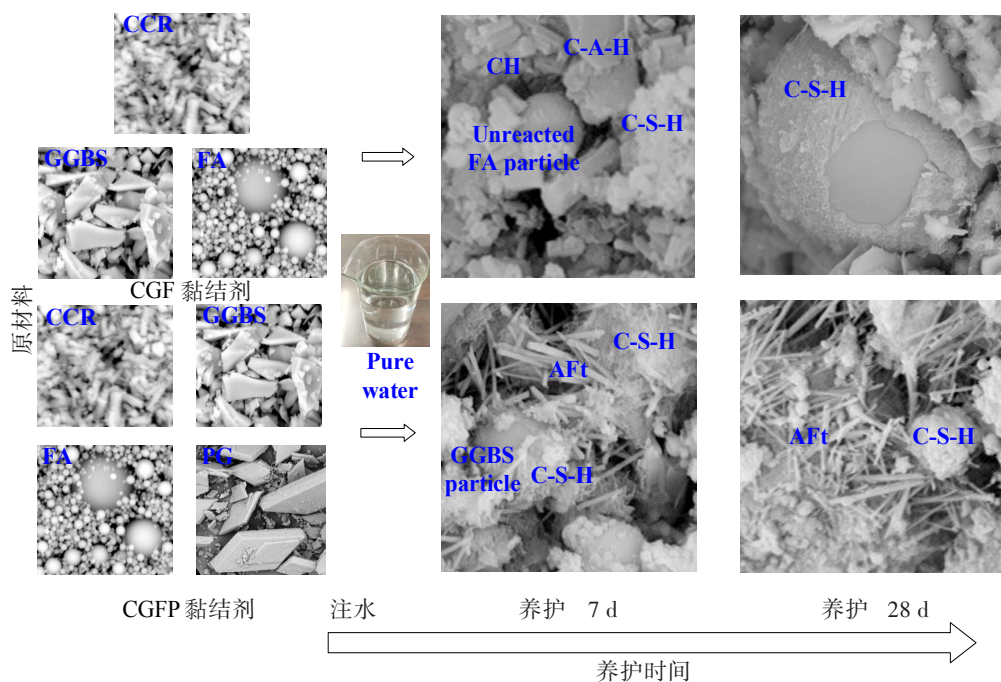 CCR
GGBS
FA
CGF 黏结剂
原材料
CCR
GGBS
FA
PG
CGFP 黏结剂
Pure
water
CH
C-A-H
C-S-H
Unreacted
FA particle
C-S-H
C-S-H
AFt
GGBS
particle
C-S-H
AFt
C-S-H
注水
养护 7 d
养护 28 d
养护时间